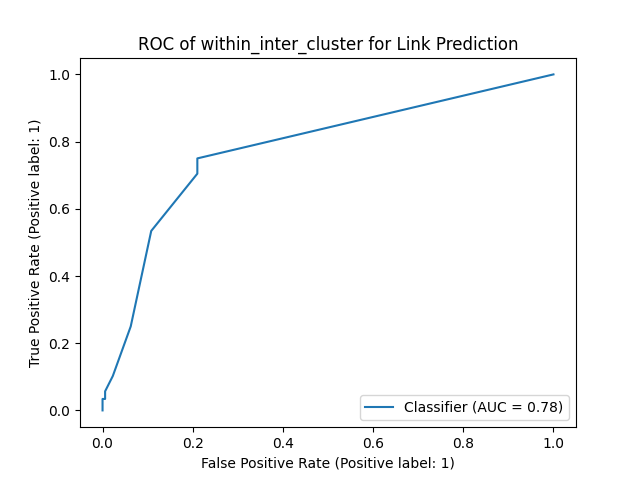 ROC of within_inter_cluster for Link Prediction
True Positive Rate (Positive label: 1)
1.0
0.8
0.6
0.4
0.2
0.0
Classifier (AUC = 0.78)
0.0 0.2 0.4 0.6 0.8 1.0
False Positive Rate (Positive label: 1)